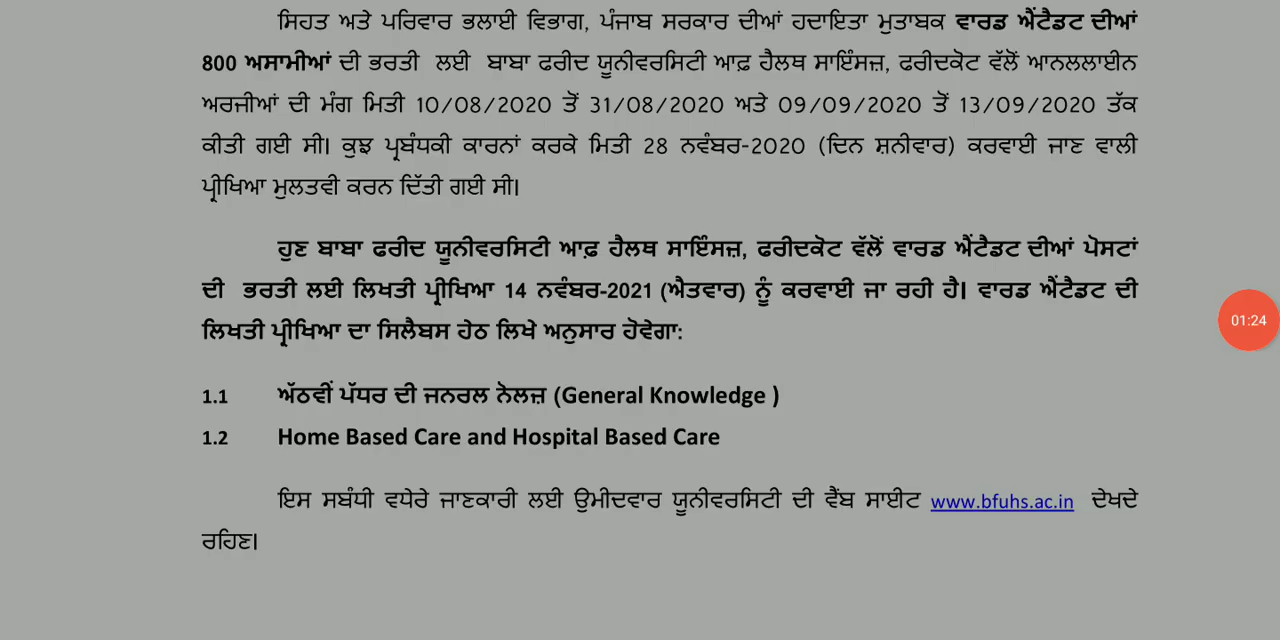 ਸਿਹਤ ਅਤੇ ਪਰਿਵਾਰ ਭਲਾਈ ਵਿਭਾਗ, ਪੰਜਾਬ ਸਰਕਾਰ ਦੀਆਂ ਹਦਾਇਤਾ ਮੁਤਾਬਕ ਵਾਰਡ ਐਂਟੈਡਟ ਦੀਆਂ
800 ਅਸਾਮੀਆਂ ਦੀ ਭਰਤੀ ਲਈ ਬਾਬਾ ਫਰੀਦ ਯੂਨੀਵਰਸਿਟੀ ਆਫ਼ ਹੈਲਥ ਸਾਇੰਸਜ਼, ਫਰੀਦਕੋਟ ਵੱਲੋਂ ਆਨਲਲਾਈਨ
ਅਰਜੀਆਂ ਦੀ ਮੰਗ ਮਿਤੀ 10/08/2020 ਤੋਂ 31/08/2020 ਅਤੇ 09/09/2020 ਤੋਂ 13/09/2020 ਤੱਕ
ਕੀਤੀ ਗਈ ਸੀ। ਕੁਝ ਪ੍ਰਬੰਧਕੀ ਕਾਰਨਾਂ ਕਰਕੇ ਮਿਤੀ 28 ਨਵੰਬਰ-2020 (ਦਿਨ ਸ਼ਨੀਵਾਰ) ਕਰਵਾਈ ਜਾਣ ਵਾਲੀ
ਪ੍ਰੀਖਿਆ ਮੁਲਤਵੀ ਕਰਨ ਦਿੱਤੀ ਗਈ ਸੀ।
ਹੁਣ ਬਾਬਾ ਫਰੀਦ ਯੂਨੀਵਰਸਿਟੀ ਆਫ਼ ਹੈਲਥ ਸਾਇੰਸਜ਼, ਫਰੀਦਕੋਟ ਵੱਲੋਂ ਵਾਰਡ ਐਂਟੈਡਟ ਦੀਆਂ ਪੋਸਟਾਂ
ਦੀ ਭਰਤੀ ਲਈ ਲਿਖਤੀ ਪ੍ਰੀਖਿਆ 14 ਨਵੰਬਰ-2021 (ਐਤਵਾਰ) ਨੂੰ ਕਰਵਾਈ ਜਾ ਰਹੀ ਹੈ। ਵਾਰਡ ਐਂਟੈਡਟ ਦੀ
ਲਿਖਤੀ ਪ੍ਰੀਖਿਆ ਦਾ ਸਿਲੈਬਸ ਹੇਠ ਲਿਖੇ ਅਨੁਸਾਰ ਹੋਵੇਗਾ:
01:24
1.1 ਅੱਠਵੀਂ ਪੱਧਰ ਦੀ ਜਨਰਲ ਨੋਲਜ਼ (General Knowledge )
1.2 Home Based Care and Hospital Based Care
ਇਸ ਸਬੰਧੀ ਵਧੇਰੇ ਜਾਣਕਾਰੀ ਲਈ ਉਮੀਦਵਾਰ ਯੂਨੀਵਰਸਿਟੀ ਦੀ ਵੈੱਬ ਸਾਈਟ www.bfuhs.ac.in ਦੇਖਦੇ
ਰਹਿਣ।